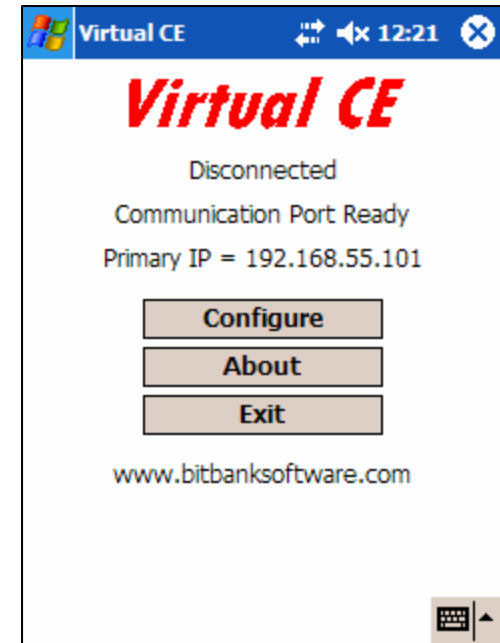 Virtual CE 12:21
Virtual CE
Disconnected
Communication Port Ready
Primary IP = 192.168.55.101
Configure
About
Exit
www.bitbanksoftware.com